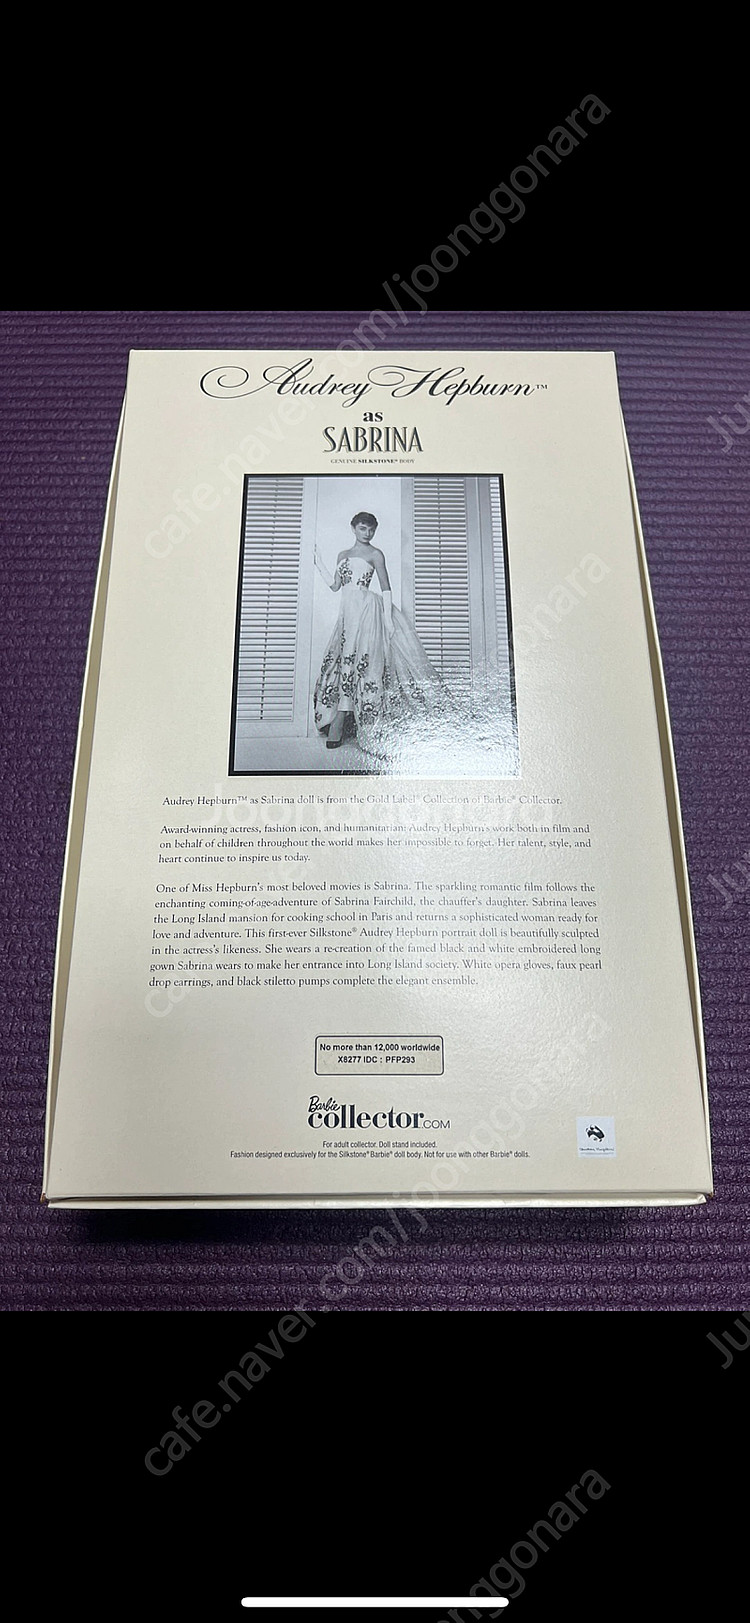 Audrey Hepburn™
as
SABRINA
GENUINE SILKSTONE® BODY
Audrey Hepburn™ as Sabrina doll is from the Gold Label® Collection of Barbie® Collector.
Award-winning actress, fashion icon, and humanitarian: Audrey Hepburn's work both in film and
on behalf of children throughout the world makes her impossible to forget. Her talent, style, and
heart continue to inspire us today.
One of Miss Hepburn's most beloved movies is Sabrina. The sparkling romantic film follows the
enchanting coming-of-age-adventure of Sabrina Fairchild, the chauffer's daughter. Sabrina leaves
the Long Island mansion for cooking school in Paris and returns a sophisticated woman ready for
love and adventure. This first-ever Silkstone® Audrey Hepburn portrait doll is beautifully sculpted
in the actress's likeness. She wears a re-creation of the famed black and white embroidered long
gown Sabrina wears to make her entrance into Long Island society. White opera gloves, faux pearl
drop earrings, and black stiletto pumps complete the elegant ensemble.
No more than 12,000 worldwide
X8277 IDC : PFP293
Barbie
collector.COM
For adult collector. Doll stand included.
Fashion designed exclusively for the Silkstone® Barbie® doll body. Not for use with other Barbie® dolls.
cafe.naver.com/joonggonara
cafe.naver.com/joonggonara
cafe.naver.com/joonggonara
Joonggonara